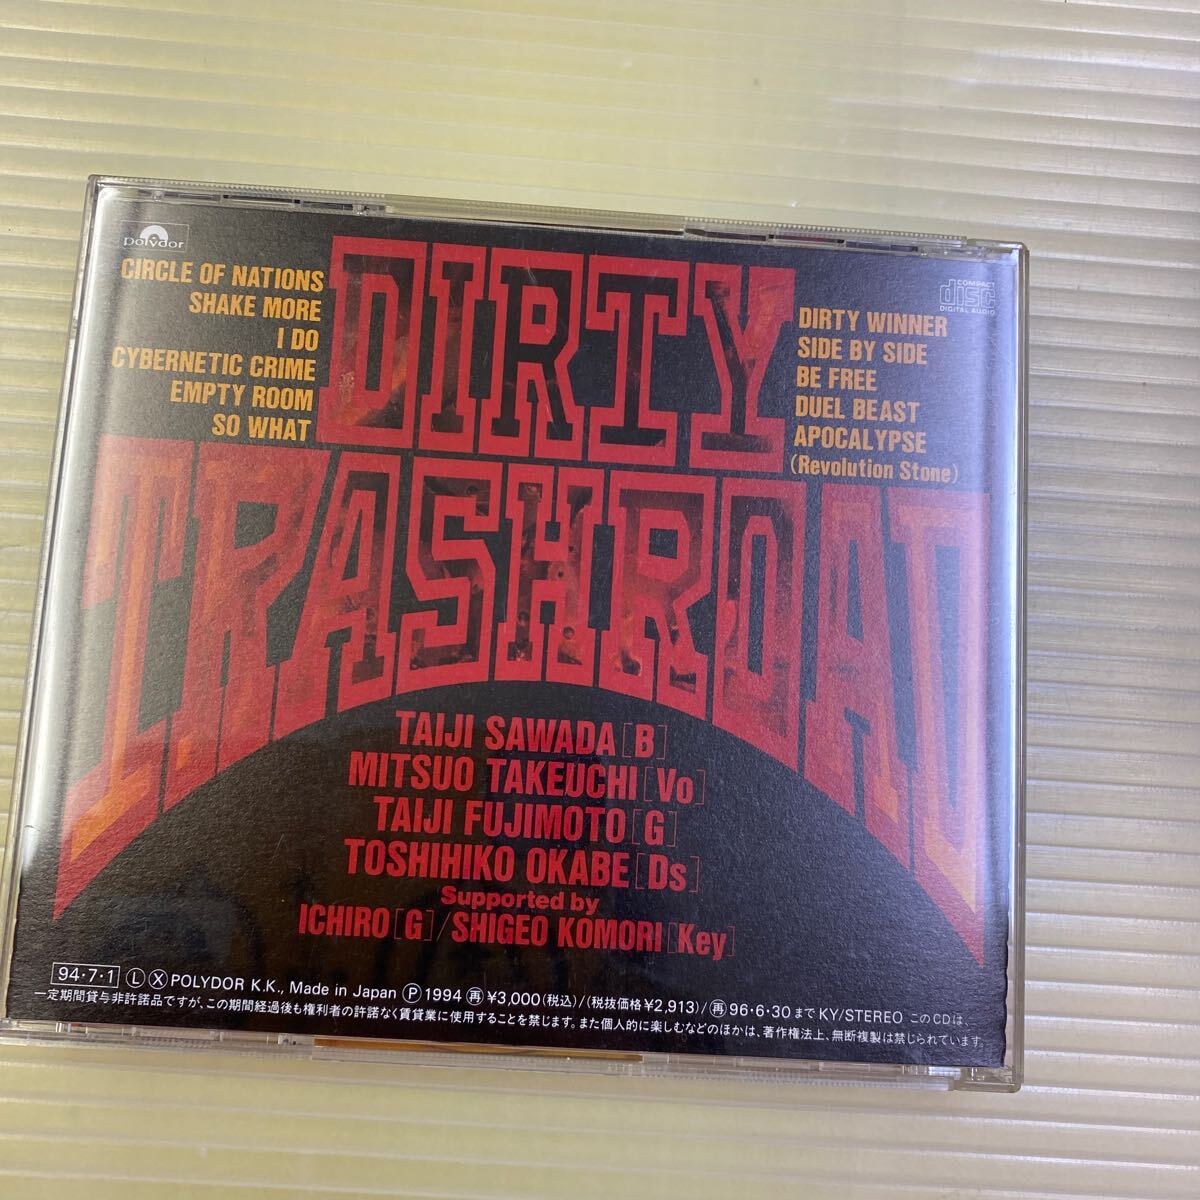 polydor
CIRCLE OF NATIONS
SHAKE MORE
I DO
CYBERNETIC CRIME
EMPTY ROOM
SO WHAT
DIRTY
COMPACT
disc
DIGITAL AUDIO
DIRTY WINNER
SIDE BY SIDE
BE FREE
DUEL BEAST
APOCALYPSE
(Revolution Stone)
TRASHROAD
TAIJI SAWADA [B]
MITSUO TAKEUCHI [Vo]
TAIJI FUJIMOTO [G]
TOSHIHIKO OKABE [Ds]
Supported by
ICHIRO [G] / SHIGEO KOMORI [Key]
94・7・1 Ⓛ Ⓧ POLYDOR K.K., Made in Japan Ⓟ 1994 ㊢ ¥3,000(税込)/(税抜価格¥2,913)/再96・6・30まで KY/STEREO このCDは、
一定期間貸与非許諾品ですが、この期間経過後も権利者の許諾なく賃貸業に使用することを禁じます。また個人的に楽しむなどのほかは、著作権法上、無断複製は禁じられています。